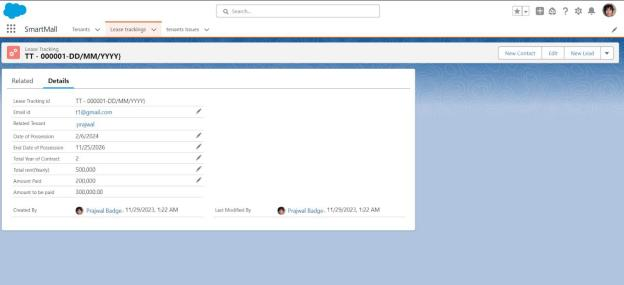 Search...
SmartMall Tenants Lease trackings tenants issues
Lease Tracking
TT - 000001-DD/MM/YYYY)
New Contact Edit New Lead
Related Details
Lease Tracking id TT - 000001-DD/MM/YYYY)
Email id t1@gmail.com
Related Tenant prajwal
Date of Possession 2/6/2024
End Date of Possession 11/25/2026
Total Year of Contract 2
Total rent(Yearly) 500,000
Amount Paid 200,000
Amount to be paid 300,000.00
Created By Prajwal Badge, 11/29/2023, 1:22 AM Last Modified By Prajwal Badge, 11/29/2023, 1:22 AM